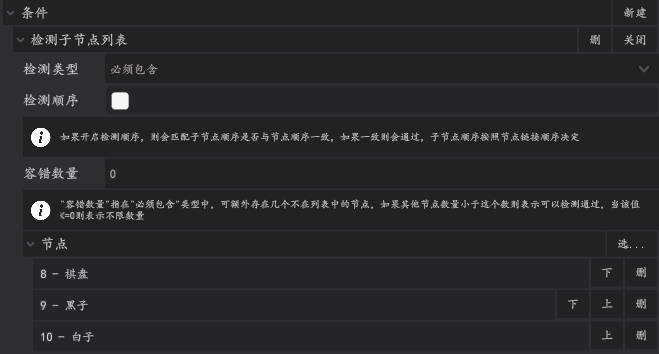 条件 新建
检测子节点列表 删 关闭
检测类型 必须包含
检测顺序
如果开启检测顺序，则会匹配子节点顺序是否与节点顺序一致，如果一致则会通过，子节点顺序按照节点链接顺序决定
容错数量 0
"容错数量"指在"必须包含"类型中，可额外存在几个不在列表中的节点，如果其他节点数量小于这个数则表示可以检测通过，当该值
<=0则表示不限数量
节点 选...
8 - 棋盘 下 删
9 - 黑子 下 上 删
10 - 白子 上 删